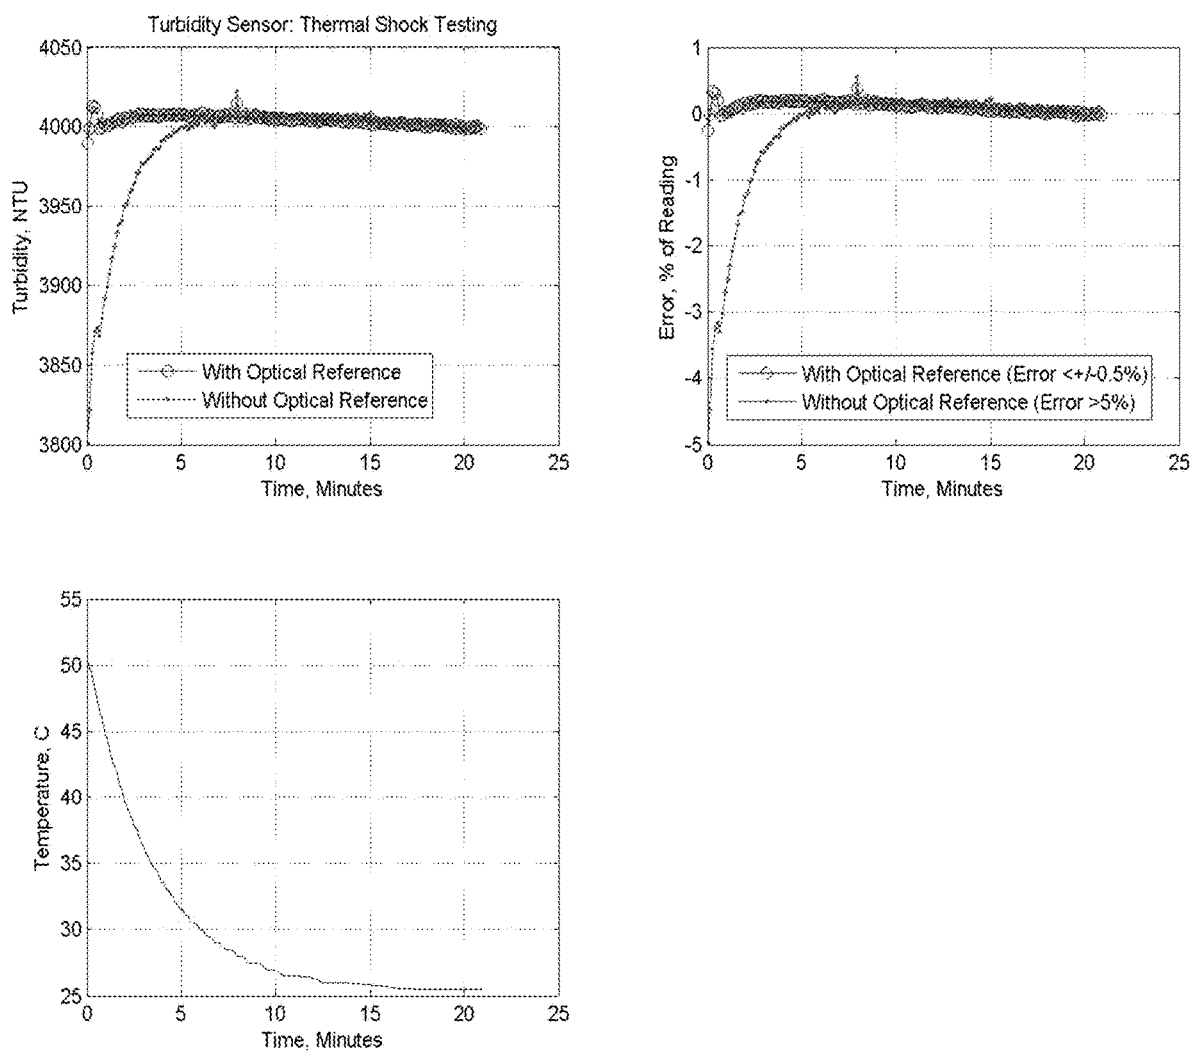 Turbidity Sensor: Thermal Shock Testing
4050
4000
3950
3900
3850
3800
Turbidity, NTU
With Optical Reference
Without Optical Reference
0 5 10 15 20 25
Time, Minutes
1
0
-1
-2
-3
-4
-5
Error, % of Reading
With Optical Reference (Error <+/-0.5%)
Without Optical Reference (Error >5%)
0 5 10 15 20 25
Time, Minutes
55
50
45
40
35
30
25
Temperature, C
0 5 10 15 20 25
Time, Minutes